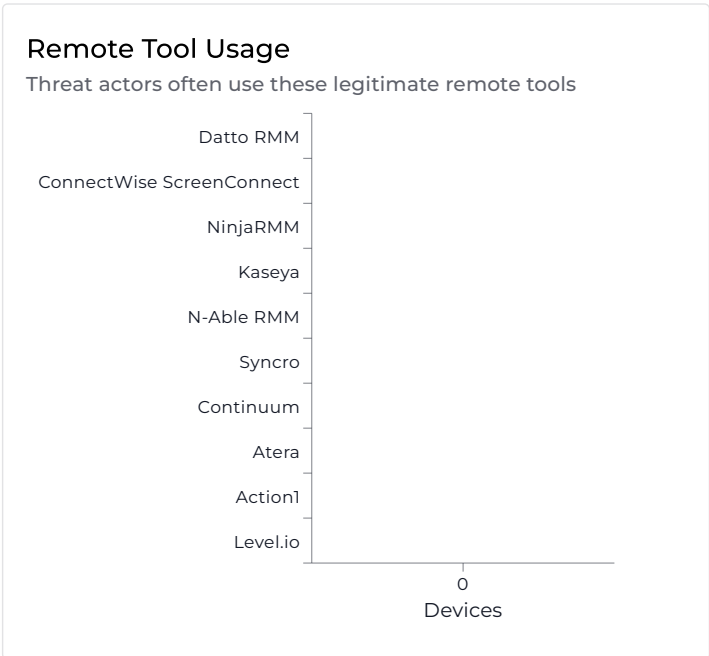 Remote Tool Usage
Threat actors often use these legitimate remote tools
Datto RMM
ConnectWise ScreenConnect
NinjaRMM
Kaseya
N-Able RMM
Syncro
Continuum
Atera
Action1
Level.io
0
Devices